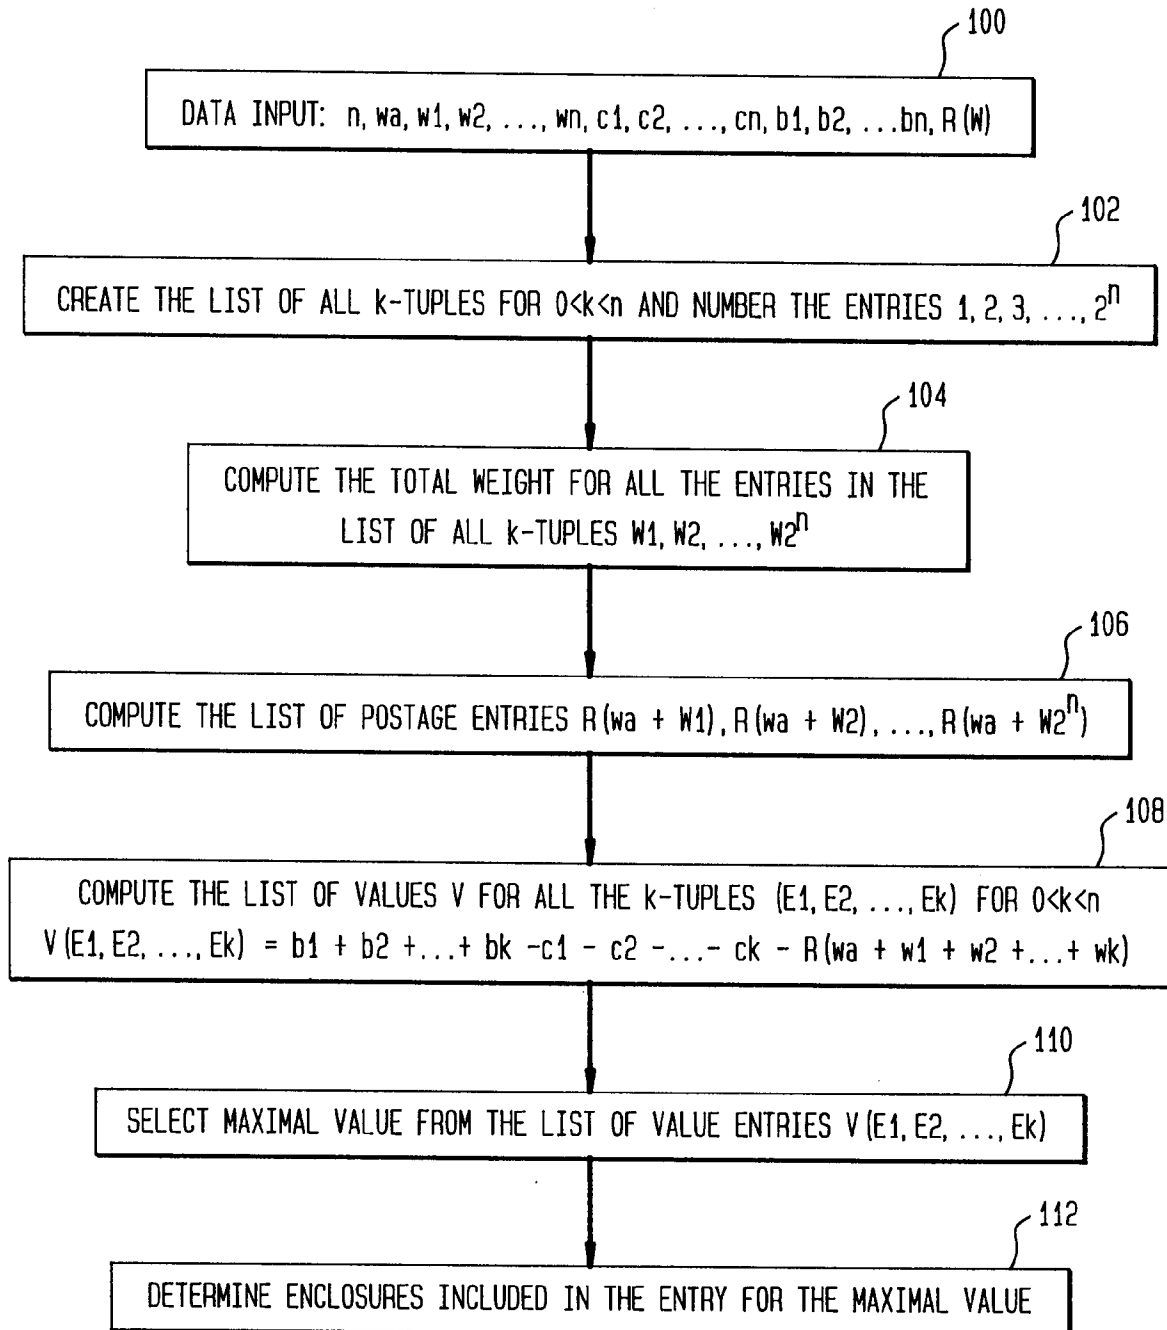 100
DATA INPUT: n, wa, w1, w2, ..., wn, c1, c2, ..., cn, b1, b2, ...bn, R(W)
102
CREATE THE LIST OF ALL k-TUPLES FOR 0<k<n AND NUMBER THE ENTRIES 1, 2, 3, ..., 2^n
104
COMPUTE THE TOTAL WEIGHT FOR ALL THE ENTRIES IN THE
LIST OF ALL k-TUPLES W1, W2, ..., W2^n
106
COMPUTE THE LIST OF POSTAGE ENTRIES R(wa + W1), R(wa + W2), ..., R(wa + W2^n)
108
COMPUTE THE LIST OF VALUES V FOR ALL THE k-TUPLES (E1, E2, ..., Ek) FOR 0<k<n
V(E1, E2, ..., Ek) = b1 + b2 +...+ bk -c1 - c2 -...- ck - R(wa + w1 + w2 +...+ wk)
110
SELECT MAXIMAL VALUE FROM THE LIST OF VALUE ENTRIES V(E1, E2, ..., Ek)
112
DETERMINE ENCLOSURES INCLUDED IN THE ENTRY FOR THE MAXIMAL VALUE